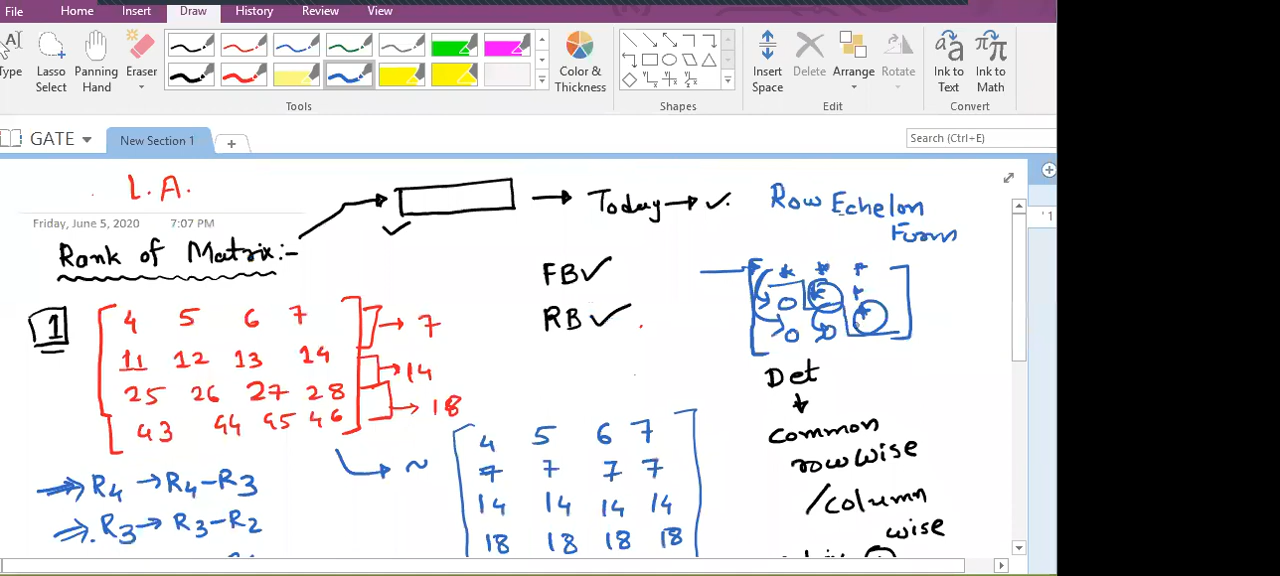 File Home Insert Draw History Review View
Type
Lasso Select
Panning Hand
Eraser
Color & Thickness
Insert Space
Delete
Arrange
Rotate
Ink to Text
Ink to Math
Tools
Shapes
Edit
Convert
GATE
New Section 1
+
Search (Ctrl+E)
L.A.
Friday, June 5, 2020 7:07 PM
Rank of Matrix:-
→ Today → ✓.
Row Echelon
Form
FB✓
RB✓
1
4 5 6 7 → 7
11 12 13 14 → 14
25 26 27 28 → 18
43 44 45 46
R4 → R4-R3
R3 → R3-R2
~
4 5 6 7
7 7 7 7
14 14 14 14
18 18 18 18
Det
↓
Common
rowwise
/column
wise